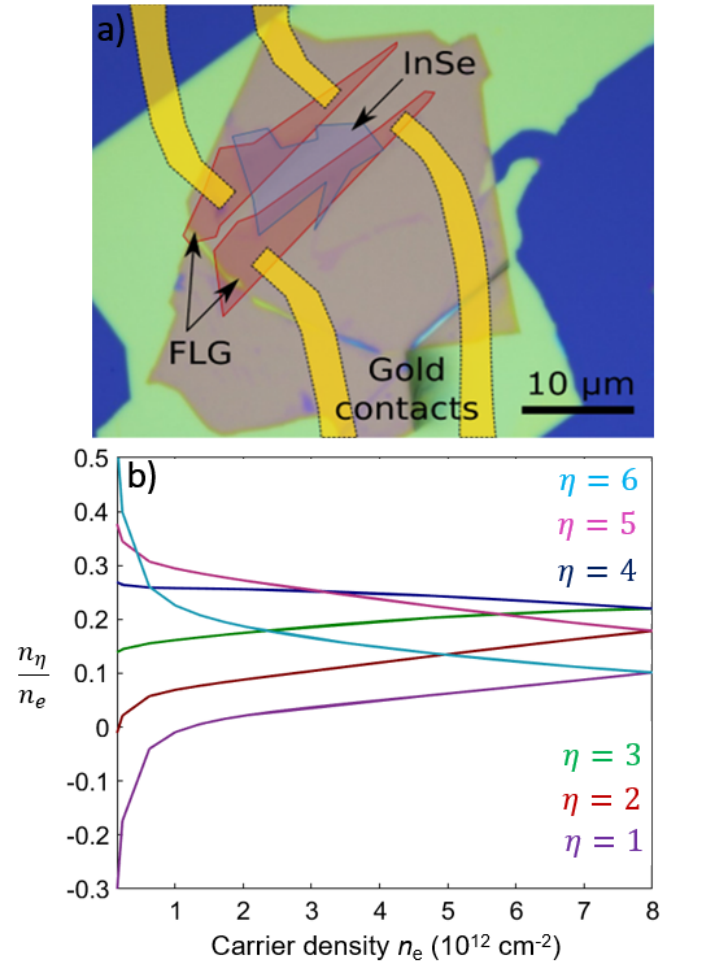 a)
InSe
FLG
Gold
contacts
10 μm
b)
0.5
0.4
0.3
0.2
0.1
0
-0.1
-0.2
-0.3
nη/nₑ
η = 6
η = 5
η = 4
η = 3
η = 2
η = 1
1 2 3 4 5 6 7 8
Carrier density nₑ (10¹² cm⁻²)